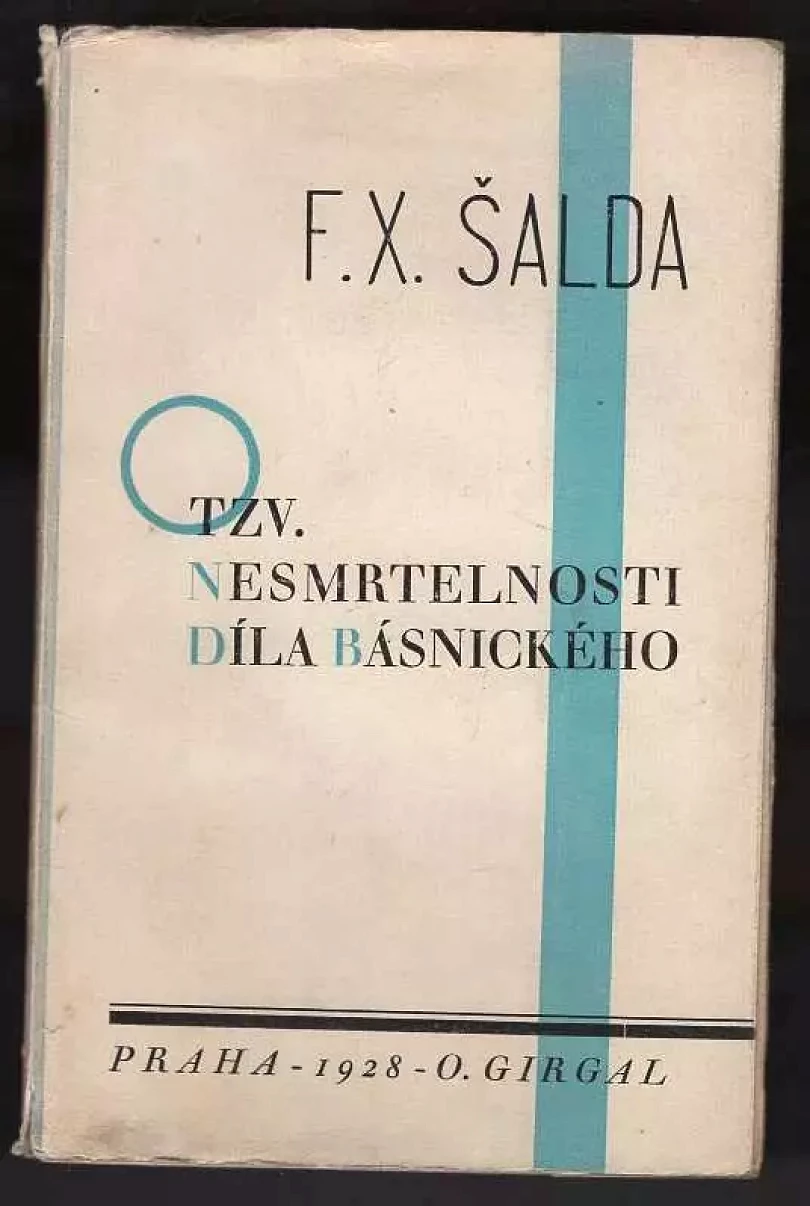 F. X. ŠALDA
O
TZV.
NESMRTELNOSTI
DÍLA BÁSNICKÉHO
PRAHA - 1928 - O. GIRGAL